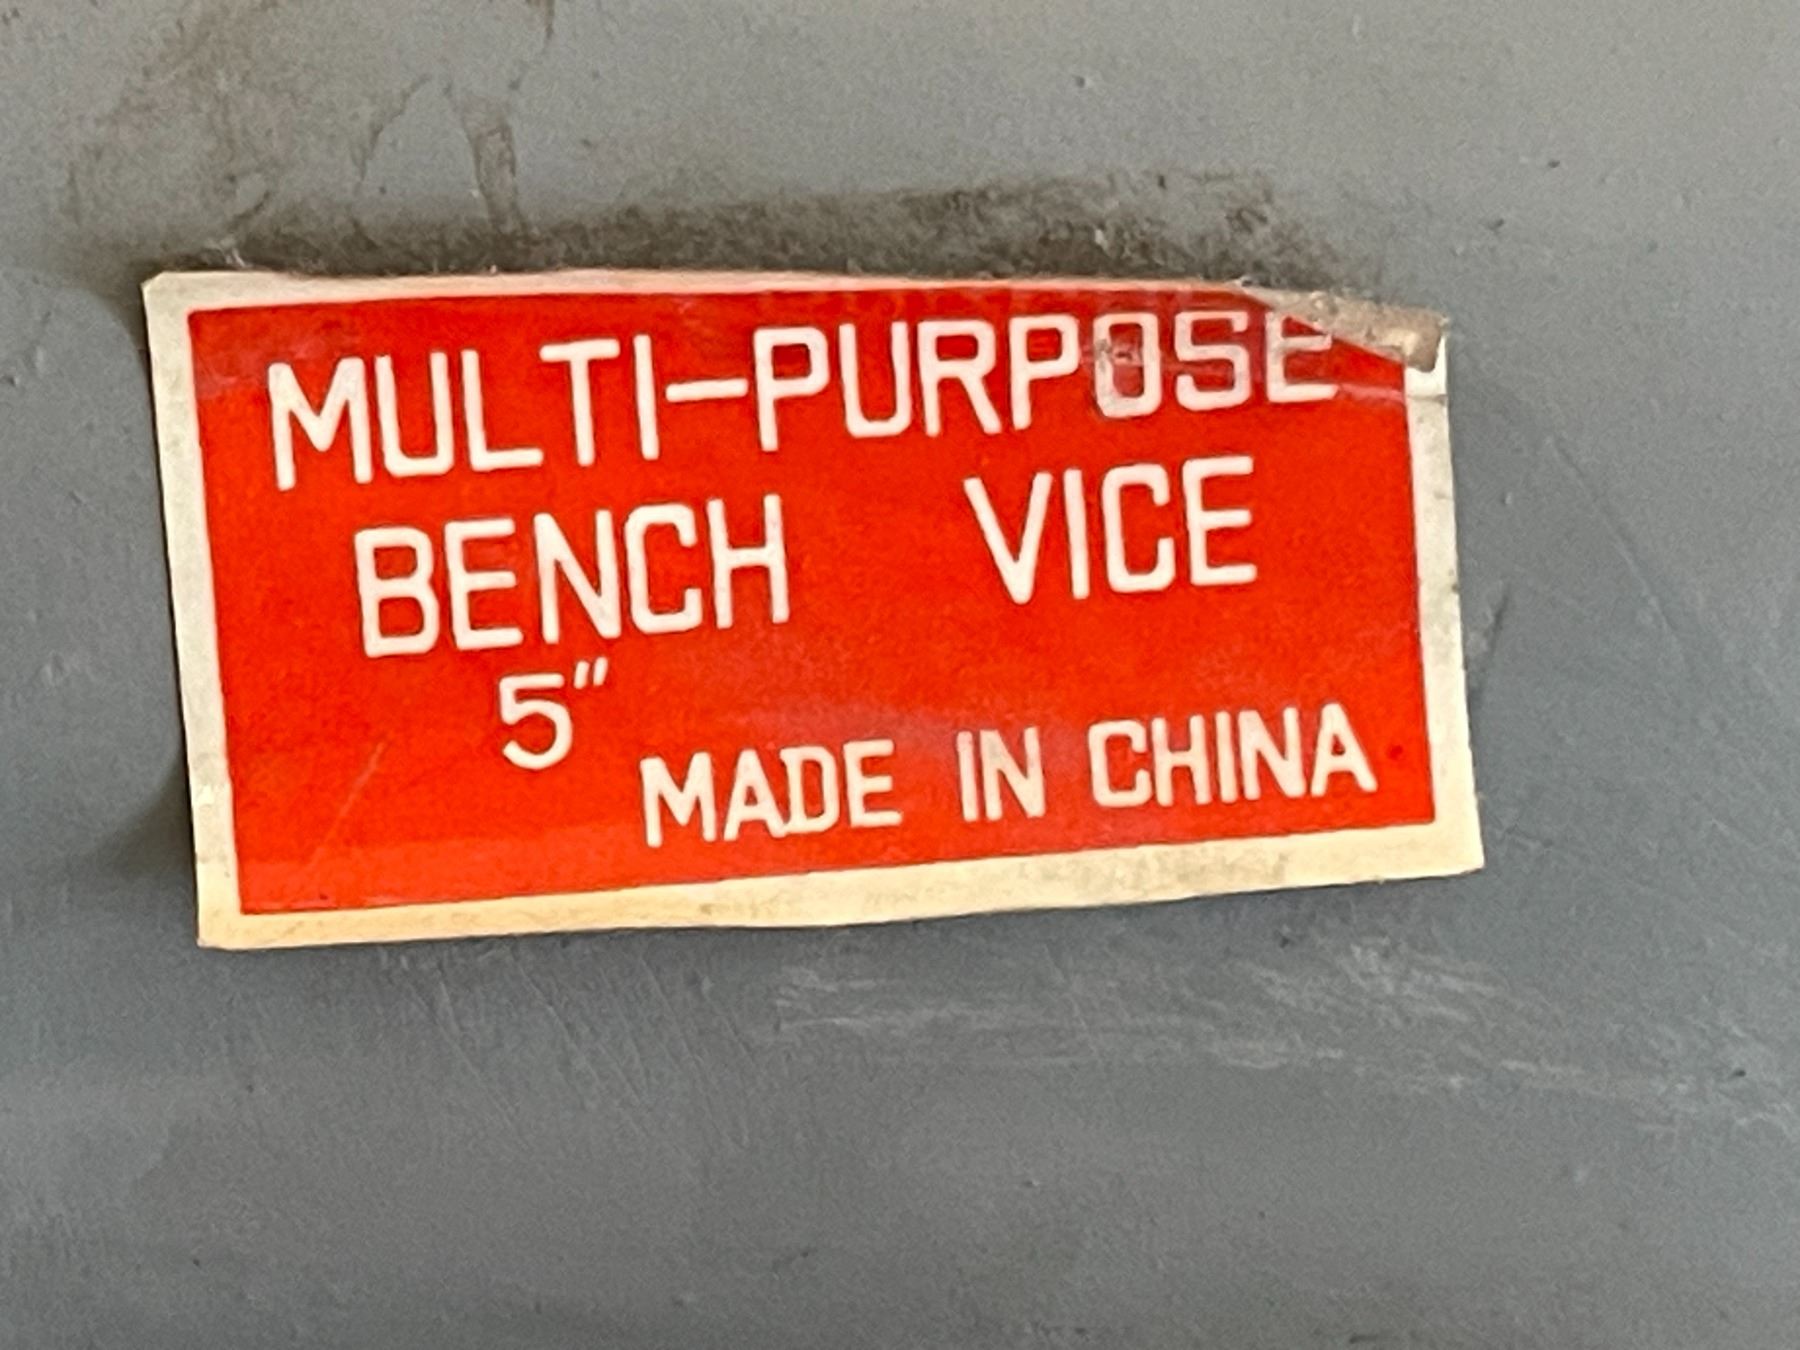 MULTI-PURPOSE
BENCH VICE
5"
MADE IN CHINA